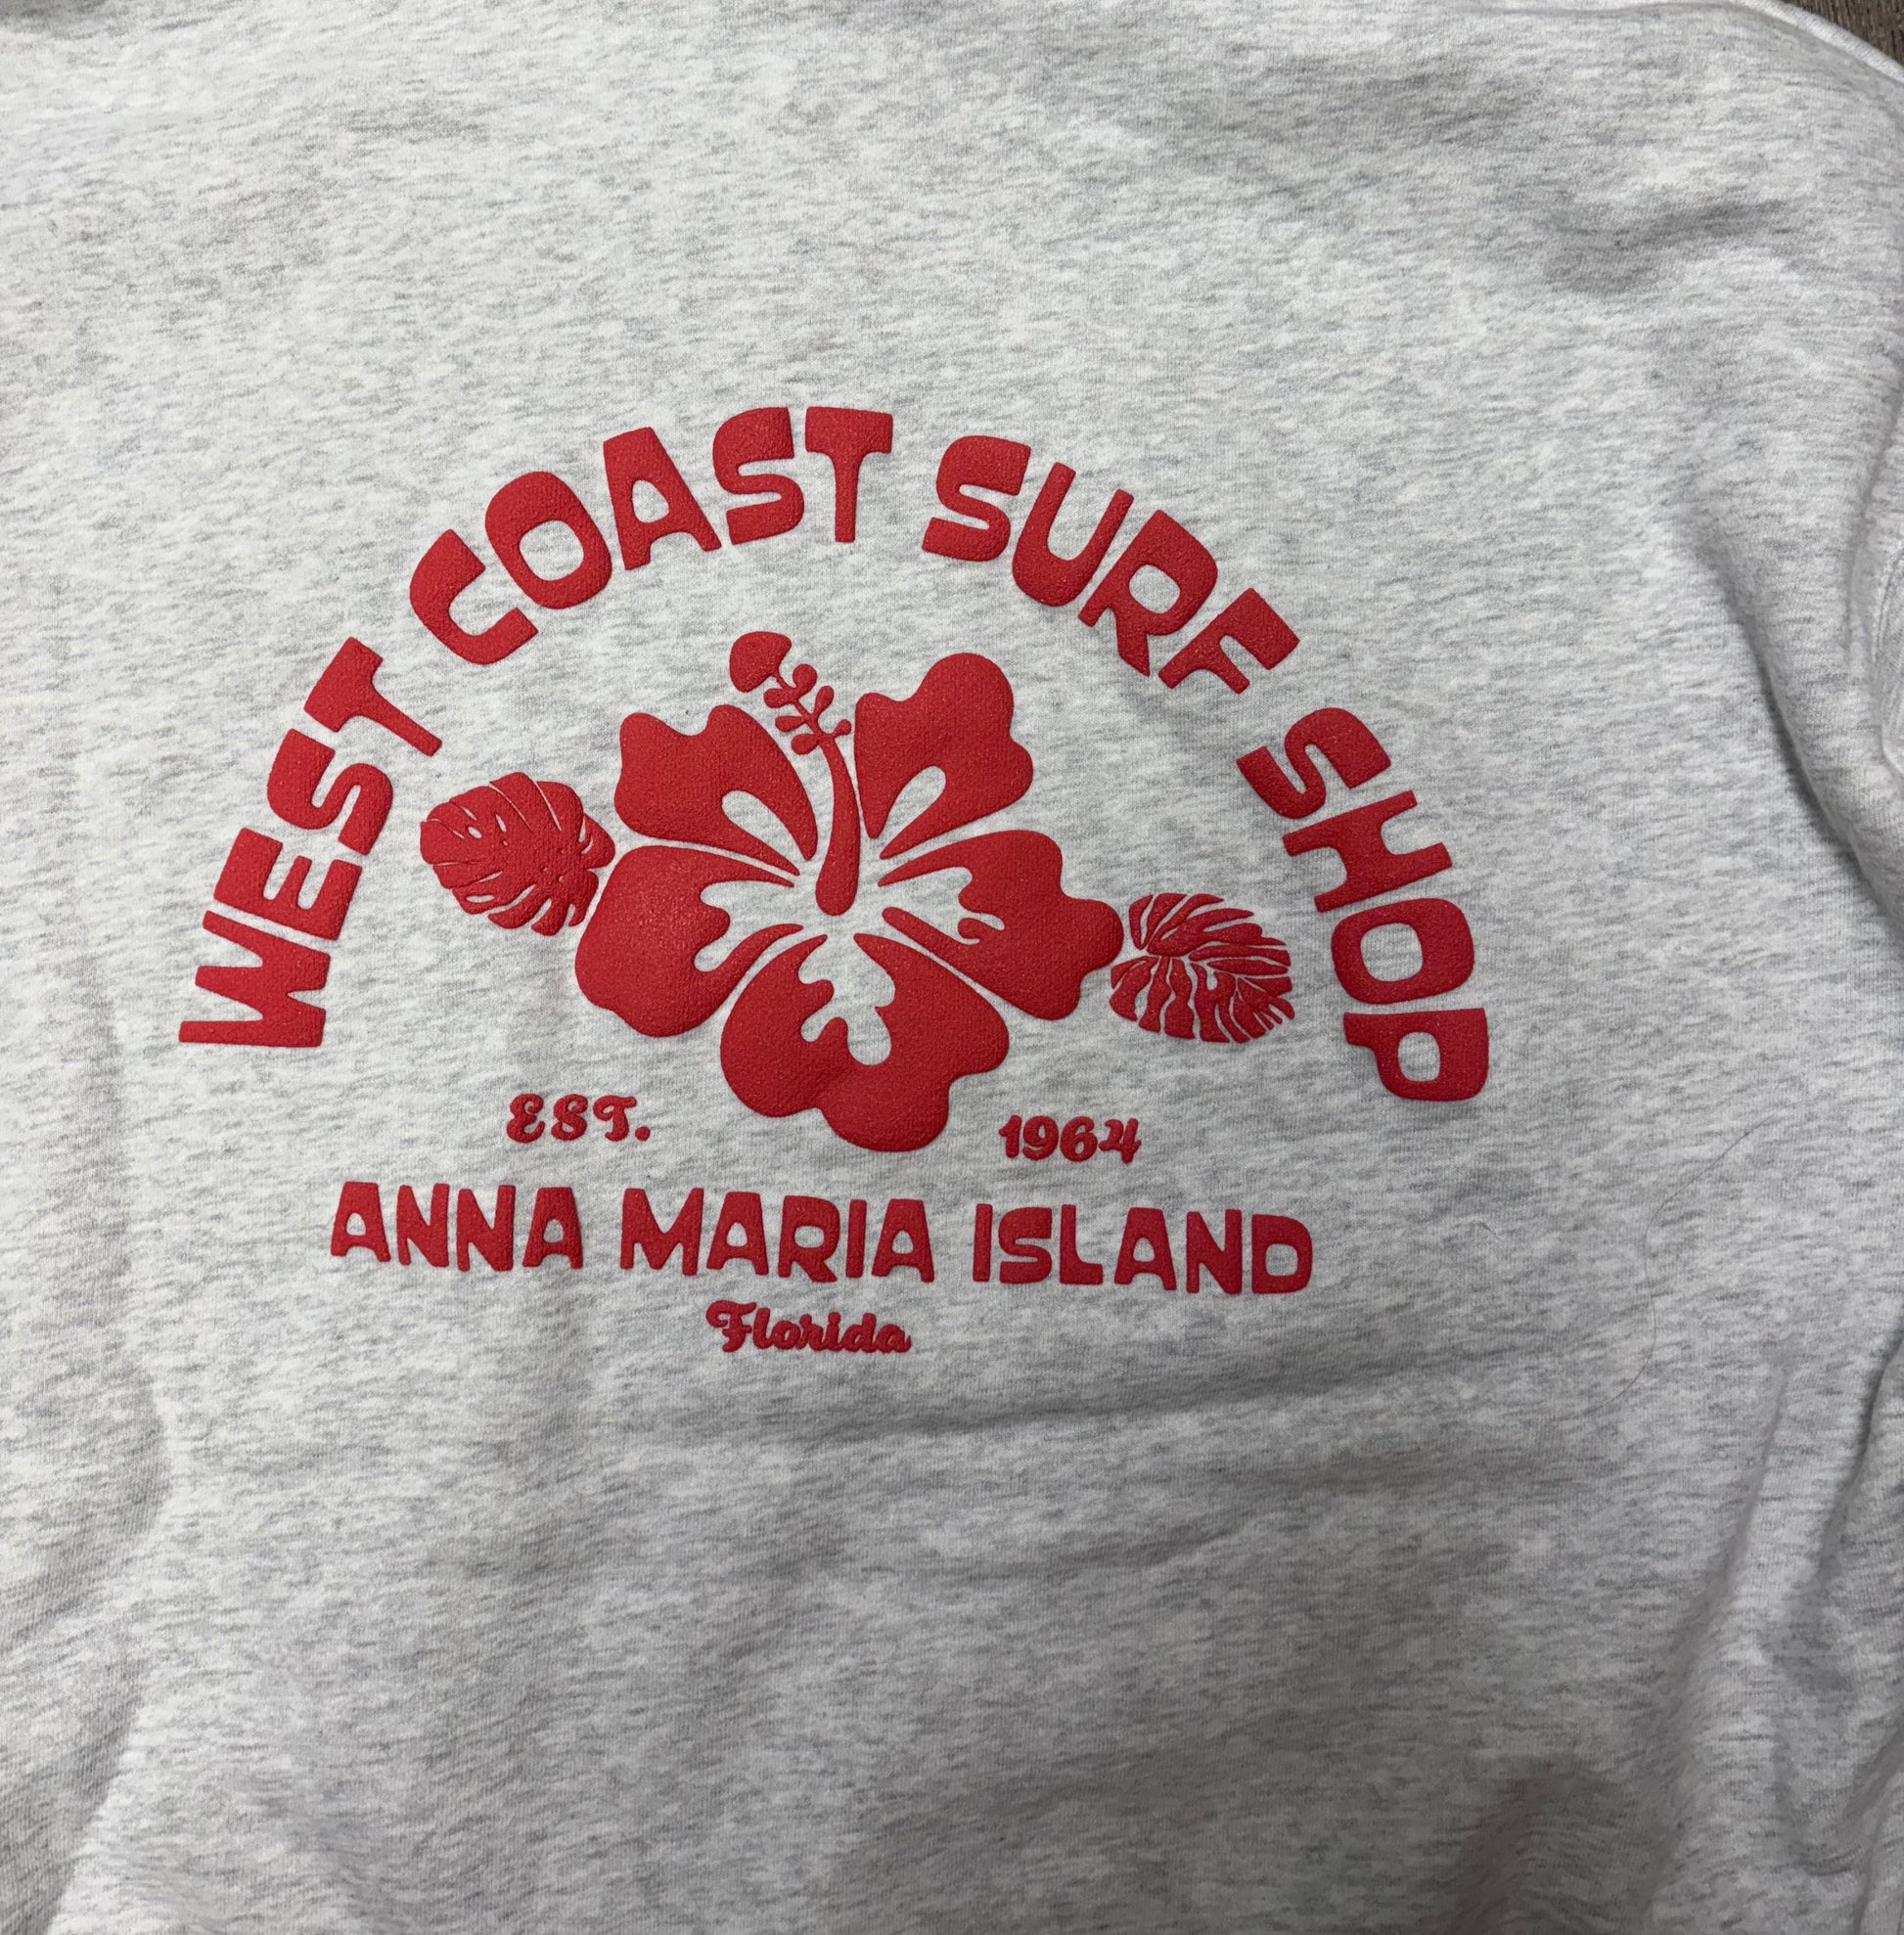 WEST COAST SURF SHOP
EST. 1964
ANNA MARIA ISLAND
Florida